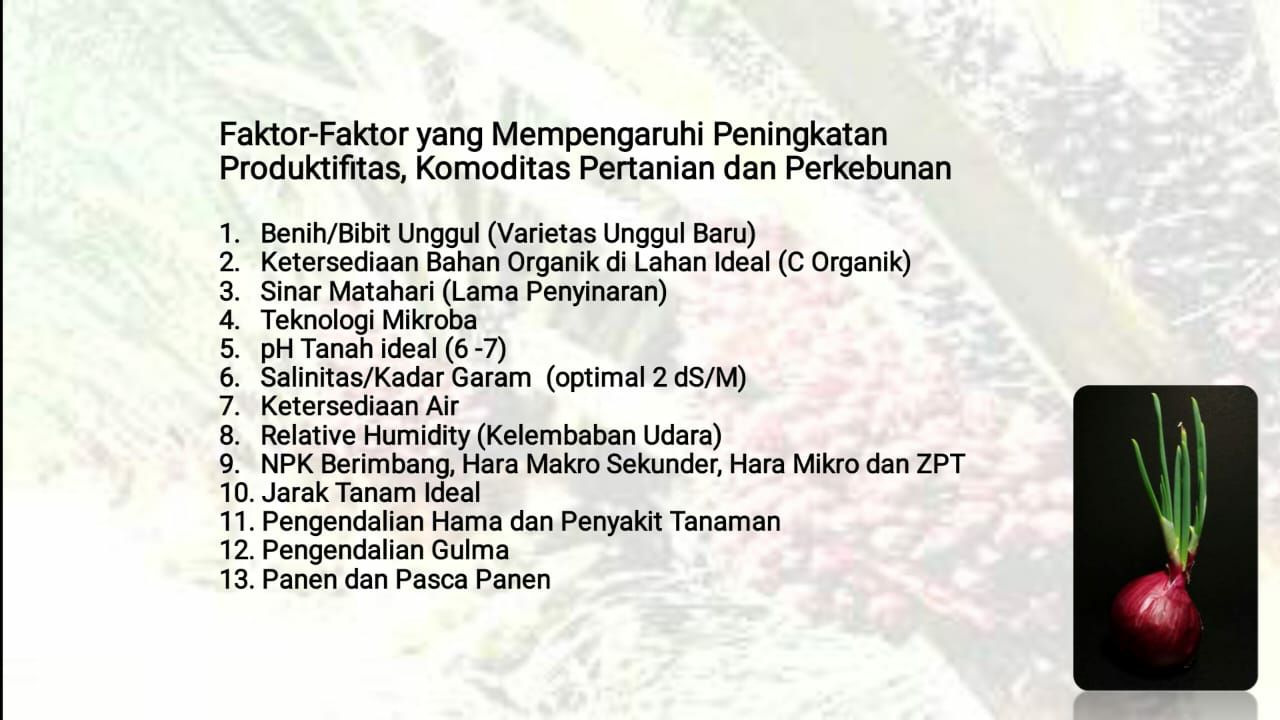 Faktor-Faktor yang Mempengaruhi Peningkatan
Produktifitas, Komoditas Pertanian dan Perkebunan
1. Benih/Bibit Unggul (Varietas Unggul Baru)
2. Ketersediaan Bahan Organik di Lahan Ideal (C Organik)
3. Sinar Matahari (Lama Penyinaran)
4. Teknologi Mikroba
5. pH Tanah ideal (6 -7)
6. Salinitas/Kadar Garam (optimal 2 dS/M)
7. Ketersediaan Air
8. Relative Humidity (Kelembaban Udara)
9. NPK Berimbang, Hara Makro Sekunder, Hara Mikro dan ZPT
10. Jarak Tanam Ideal
11. Pengendalian Hama dan Penyakit Tanaman
12. Pengendalian Gulma
13. Panen dan Pasca Panen